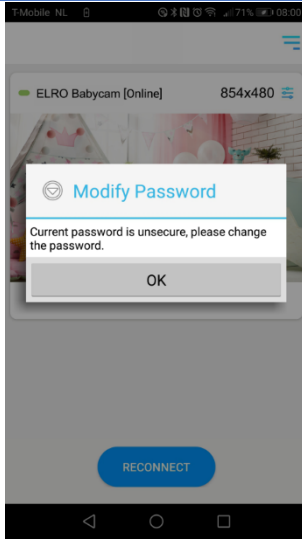 T-Mobile NL 71% 08:00
ELRO Babycam [Online] 854x480
Modify Password
Current password is unsecure, please change
the password.
OK
RECONNECT